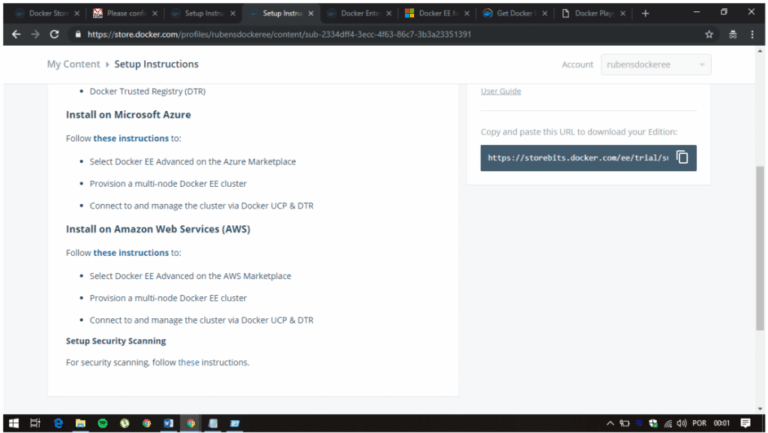 Docker Stor
Please confi
Setup Instruc
Setup Instruc
Docker Ente
Docker EE fo
Get Docker
Docker Play
https://store.docker.com/profiles/rubensdockeree/content/sub-2334dff4-3ecc-4f63-86c7-3b3a23351391
My Content › Setup Instructions
Account
rubensdockeree
• Docker Trusted Registry (DTR)
Install on Microsoft Azure
Follow these instructions to:
• Select Docker EE Advanced on the Azure Marketplace
• Provision a multi-node Docker EE cluster
• Connect to and manage the cluster via Docker UCP & DTR
Install on Amazon Web Services (AWS)
Follow these instructions to:
• Select Docker EE Advanced on the AWS Marketplace
• Provision a multi-node Docker EE cluster
• Connect to and manage the cluster via Docker UCP & DTR
Setup Security Scanning
For security scanning, follow these instructions.
User Guide
Copy and paste this URL to download your Edition:
https://storebits.docker.com/ee/trial/su
POR
00:01